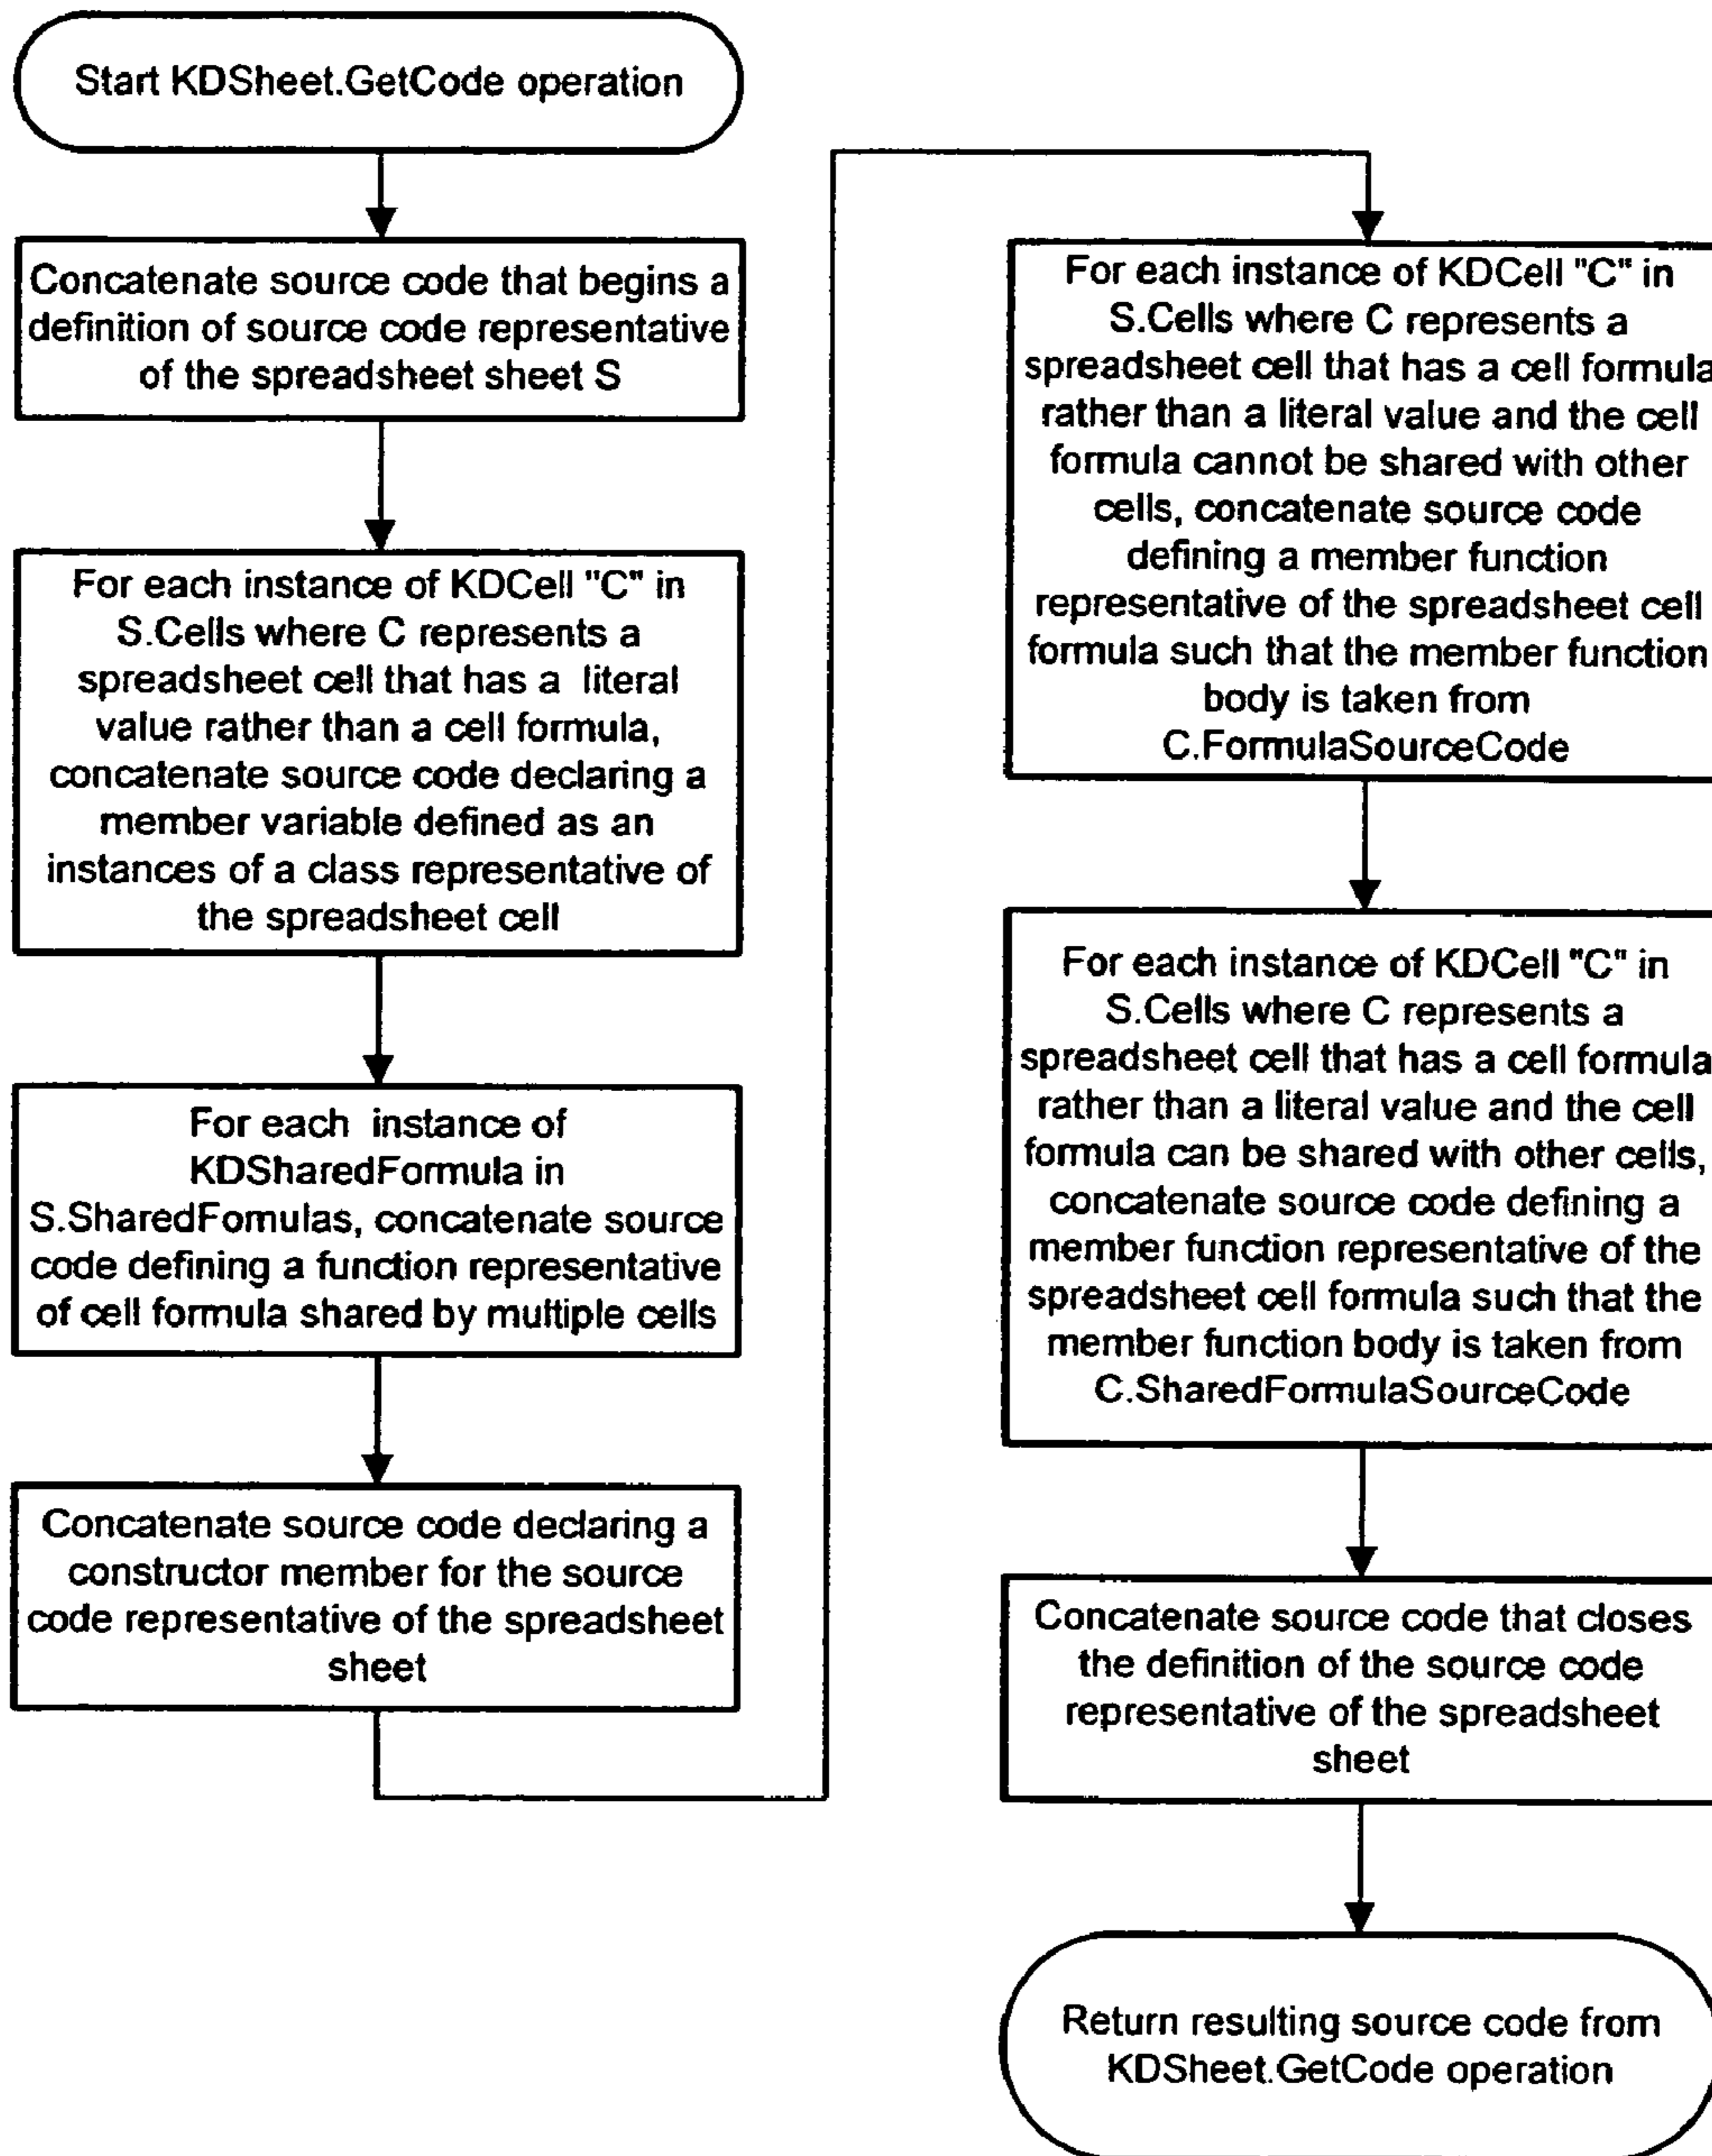 Start KDSheet.GetCode operation
Concatenate source code that begins a
definition of source code representative
of the spreadsheet sheet S
For each instance of KDCell "C" in
S.Cells where C represents a
spreadsheet cell that has a literal
value rather than a cell formula,
concatenate source code declaring a
member variable defined as an
instances of a class representative of
the spreadsheet cell
For each instance of
KDSharedFormula in
S.SharedFomulas, concatenate source
code defining a function representative
of cell formula shared by multiple cells
Concatenate source code declaring a
constructor member for the source
code representative of the spreadsheet
sheet
For each instance of KDCell "C" in
S.Cells where C represents a
spreadsheet cell that has a cell formula
rather than a literal value and the cell
formula cannot be shared with other
cells, concatenate source code
defining a member function
representative of the spreadsheet cell
formula such that the member function
body is taken from
C.FormulaSourceCode
For each instance of KDCell "C" in
S.Cells where C represents a
spreadsheet cell that has a cell formula
rather than a literal value and the cell
formula can be shared with other cells,
concatenate source code defining a
member function representative of the
spreadsheet cell formula such that the
member function body is taken from
C.SharedFormulaSourceCode
Concatenate source code that closes
the definition of the source code
representative of the spreadsheet
sheet
Return resulting source code from
KDSheet.GetCode operation